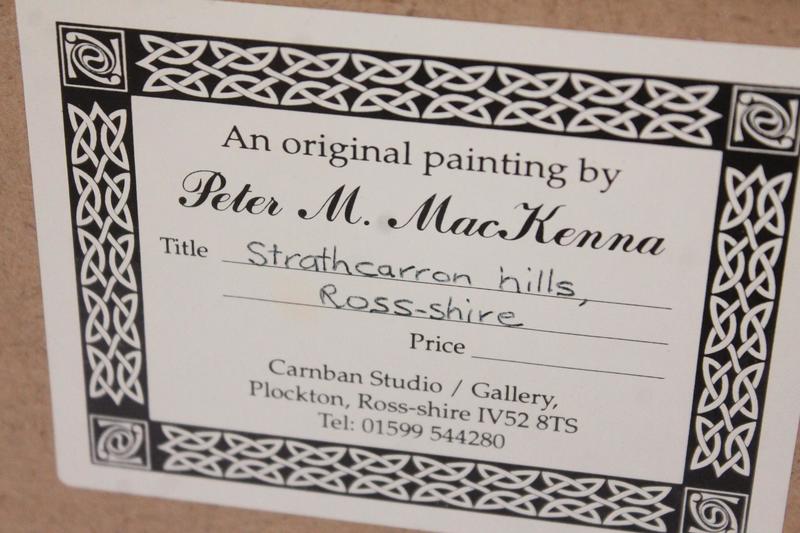 An original painting by
Peter M. MacKenna
Title Strathcarron hills,
Ross-shire
Price
Carnban Studio / Gallery,
Plockton, Ross-shire IV52 8TS
Tel: 01599 544280